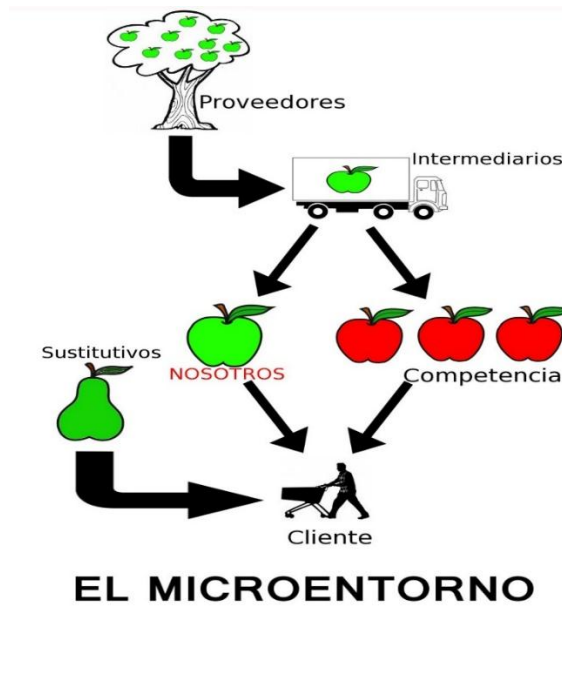 Proveedores
Intermediarios
Sustitutivos
NOSOTROS
Competencia
Cliente
EL MICROENTORNO